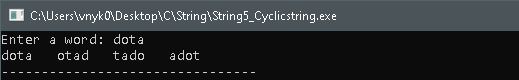 C:\Users\vnyk0\Desktop\C\String\String5_Cyclicstring.exe
Enter a word: dota
dota   otad   tado   adot
--------------------------------